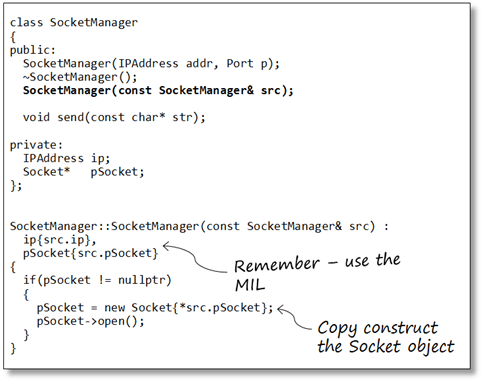 class SocketManager
{
public:
  SocketManager(IPAddress addr, Port p);
  ~SocketManager();
  SocketManager(const SocketManager& src);

  void send(const char* str);

private:
  IPAddress ip;
  Socket*   pSocket;
};

SocketManager::SocketManager(const SocketManager& src) :
  ip{src.ip},
  pSocket{src.pSocket}
{
  if(pSocket != nullptr)
  {
    pSocket = new Socket{*src.pSocket};
    pSocket->open();
  }
}
Remember – use the
MIL
Copy construct
the Socket object